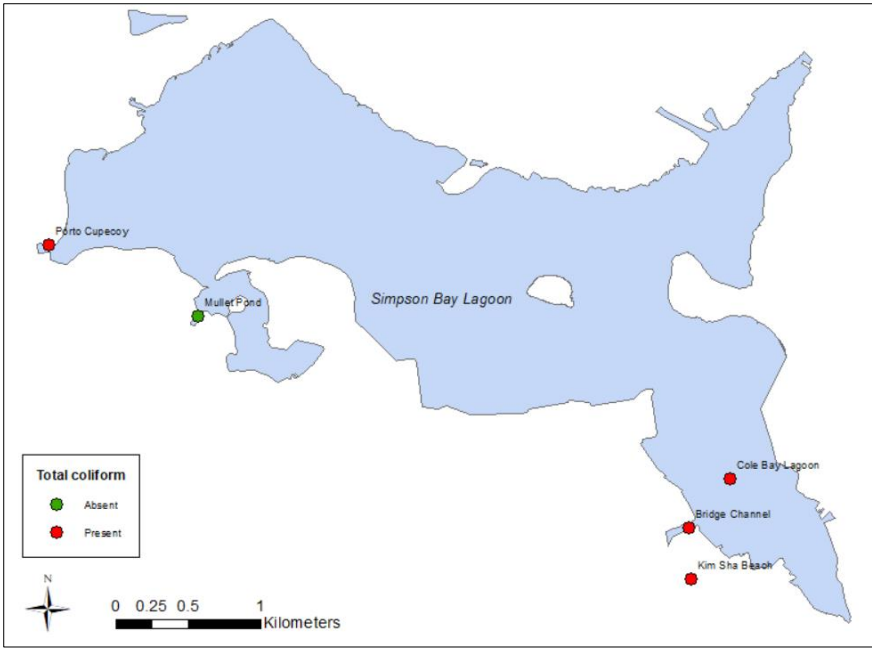 Porto Cupecoy
Mullet Pond
Simpson Bay Lagoon
Cole Bay Lagoon
Bridge Channel
Kim Sha Beach
Total coliform
Absent
Present
N
0 0.25 0.5 1
Kilometers